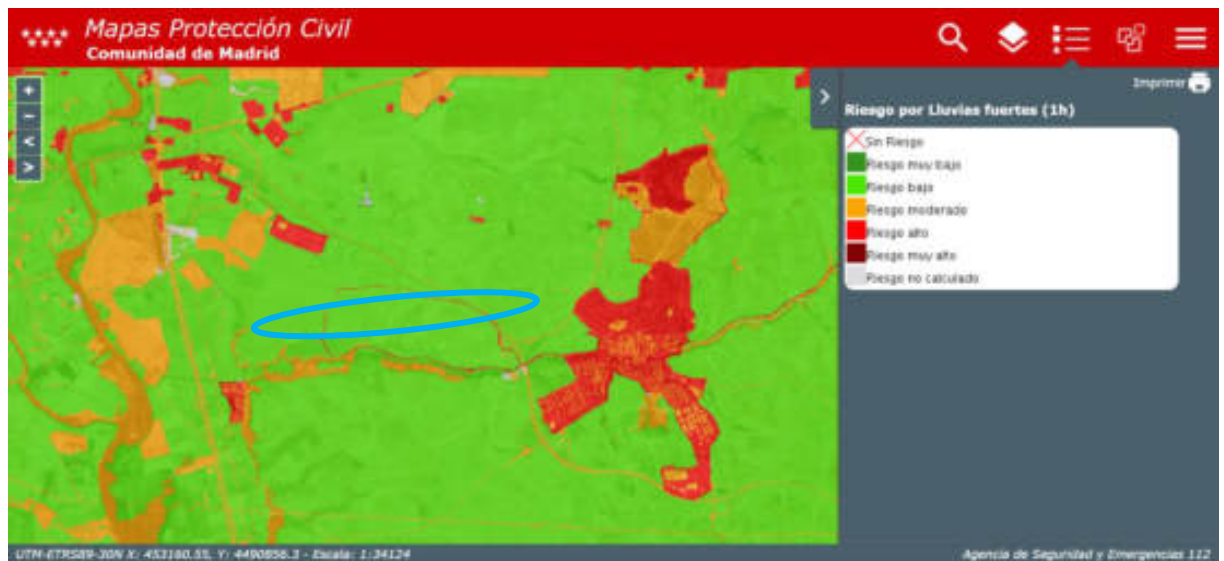 Mapas Protección Civil
Comunidad de Madrid
Imprimir
Riesgo por Lluvias fuertes (1h)
Sin Riesgo
Riesgo muy bajo
Riesgo bajo
Riesgo moderado
Riesgo alto
Riesgo muy alto
Riesgo no calculado
UTM-ETRS89-30N X: 453160.55, Y: 4490856.3 - Escala: 1:34124
Agencia de Seguridad y Emergencias 112